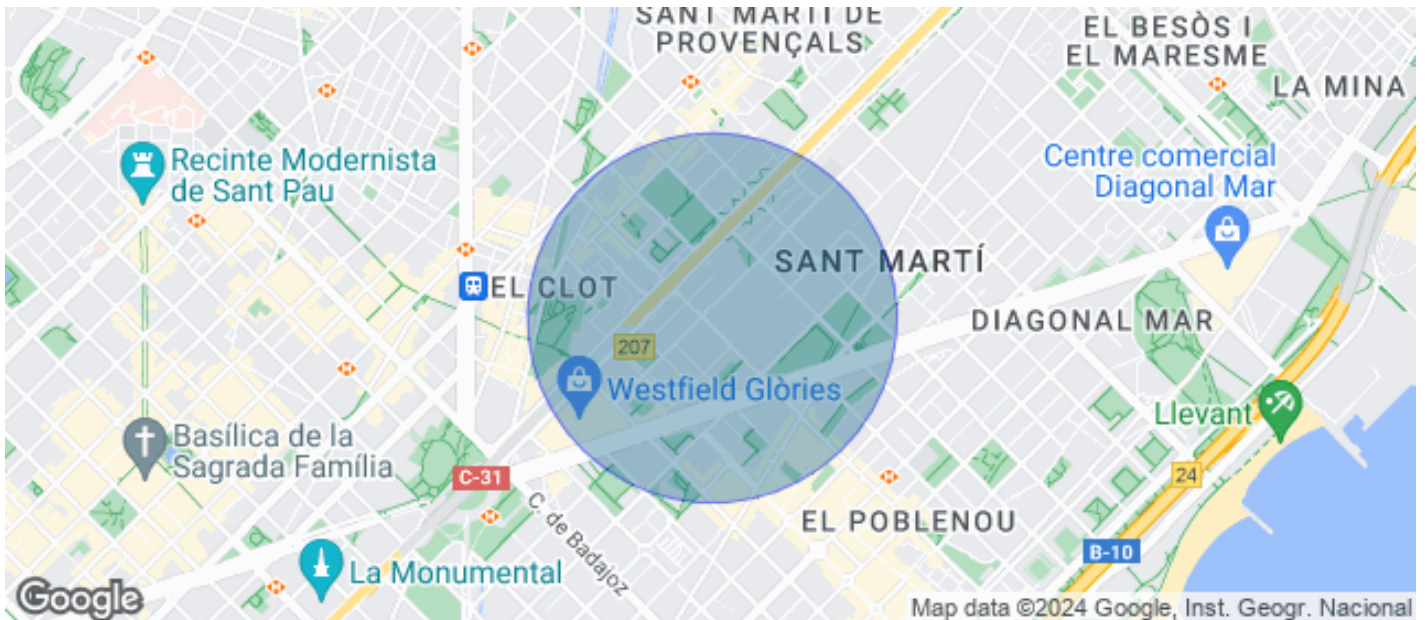 SANT MARTÍ DE
PROVENÇALS
EL BESÒS I
EL MARESME
LA MINA
Recinte Modernista
de Sant Pau
Centre comercial
Diagonal Mar
SANT MARTÍ
EL CLOT
DIAGONAL MAR
207
Westfield Glòries
Llevant
Basílica de la
Sagrada Família
C-31
24
C. de Badajoz
EL POBLENOU
B-10
La Monumental
Google
Map data ©2024 Google, Inst. Geogr. Nacional